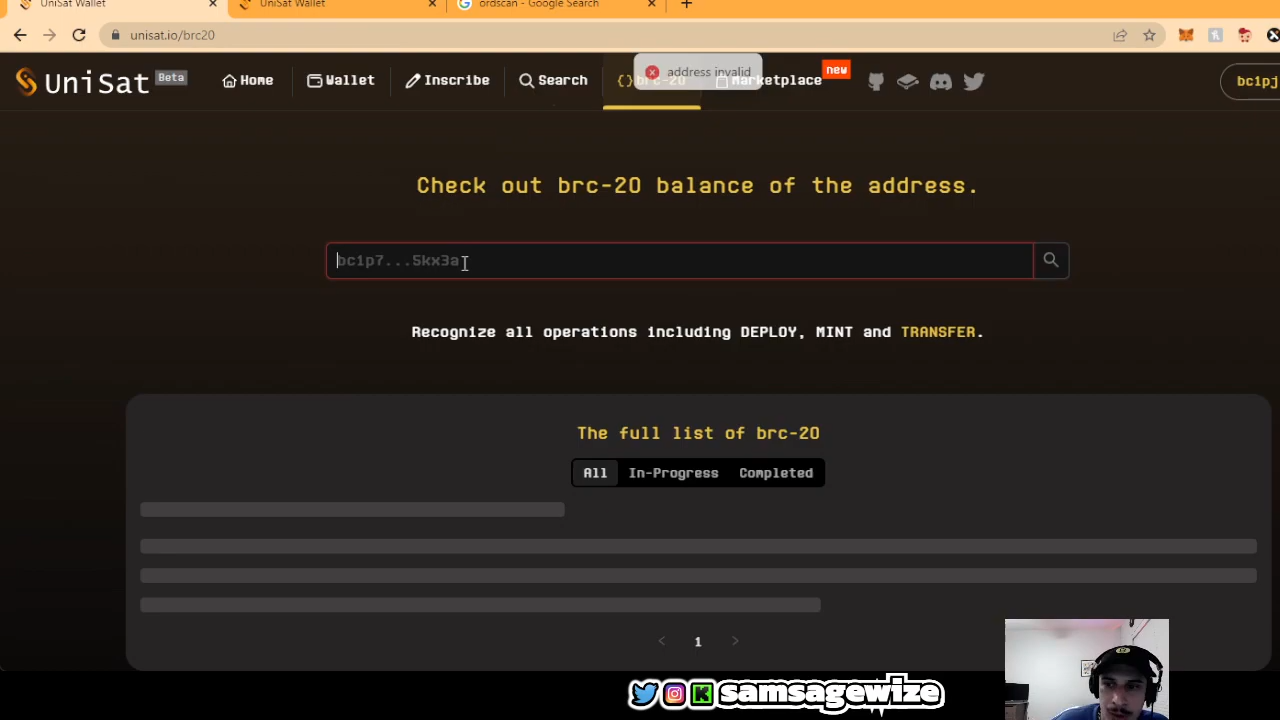 UniSat Wallet
UniSat Wallet
ordscan - Google Search
unisat.io/brc20
UniSat Beta
Home
Wallet
Inscribe
Search
brc-20
Marketplace
new
address invalid
bc1pj
Check out brc-20 balance of the address.
bc1p7...5kx3a
Recognize all operations including DEPLOY, MINT and TRANSFER.
The full list of brc-20
All
In-Progress
Completed
1
samsagewize